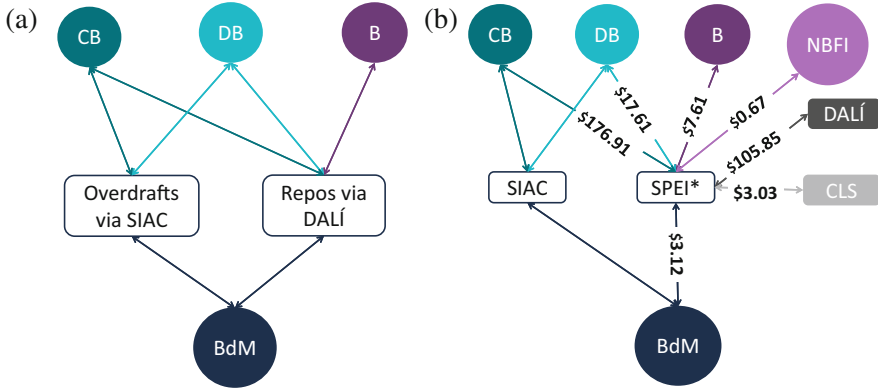 (a)
CB
DB
B
Overdrafts
via SIAC
Repos via
DALÍ
BdM
(b)
CB
DB
B
NBFI
$176.91
$17.61
$7.61
$0.67
DALÍ
$105.85
SIAC
SPEI*
$3.03
CLS
$3.12
BdM